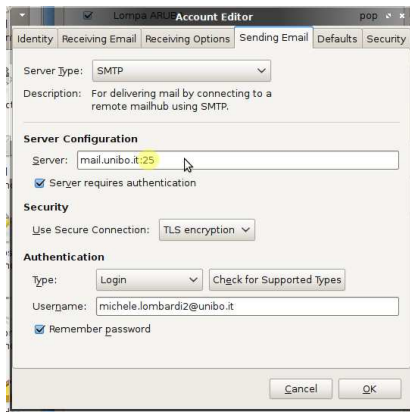 Lompa ARUE Account Editor pop
Identity Receiving Email Receiving Options Sending Email Defaults Security
Server Type: SMTP
Description: For delivering mail by connecting to a
remote mailhub using SMTP.
Server Configuration
Server: mail.unibo.it:25
Server requires authentication
Security
Use Secure Connection: TLS encryption
Authentication
Type: Login Check for Supported Types
Username: michele.lombardi2@unibo.it
Remember password
Cancel OK